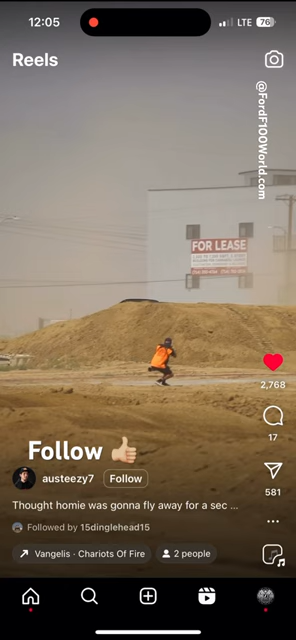 12:05
LTE
76
Reels
@FordF100World.com
FOR LEASE
2,768
17
Follow 👍🏻
581
austeezy7
Follow
Thought homie was gonna fly away for a sec ...
Followed by 15dinglehead15
Vangelis · Chariots Of Fire
2 people